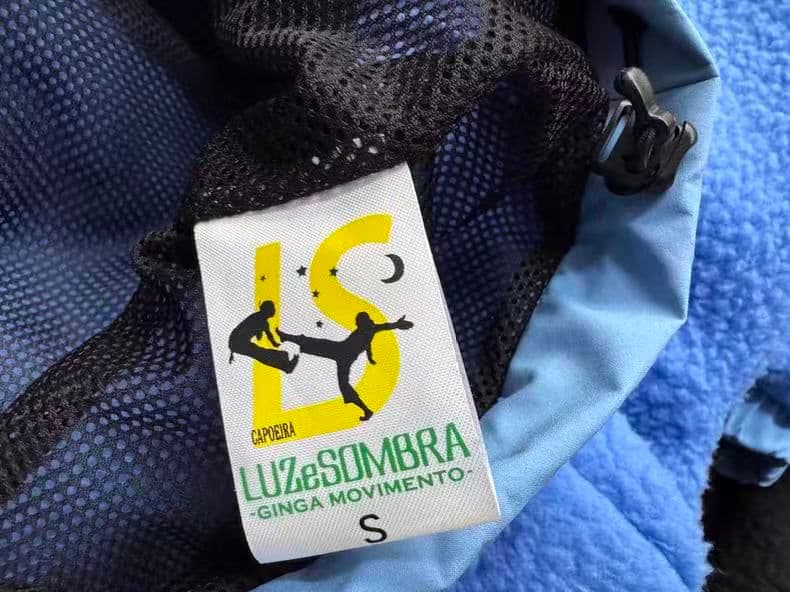 LS
CAPOEIRA
LUZeSOMBRA
-GINGA MOVIMENTO-
S